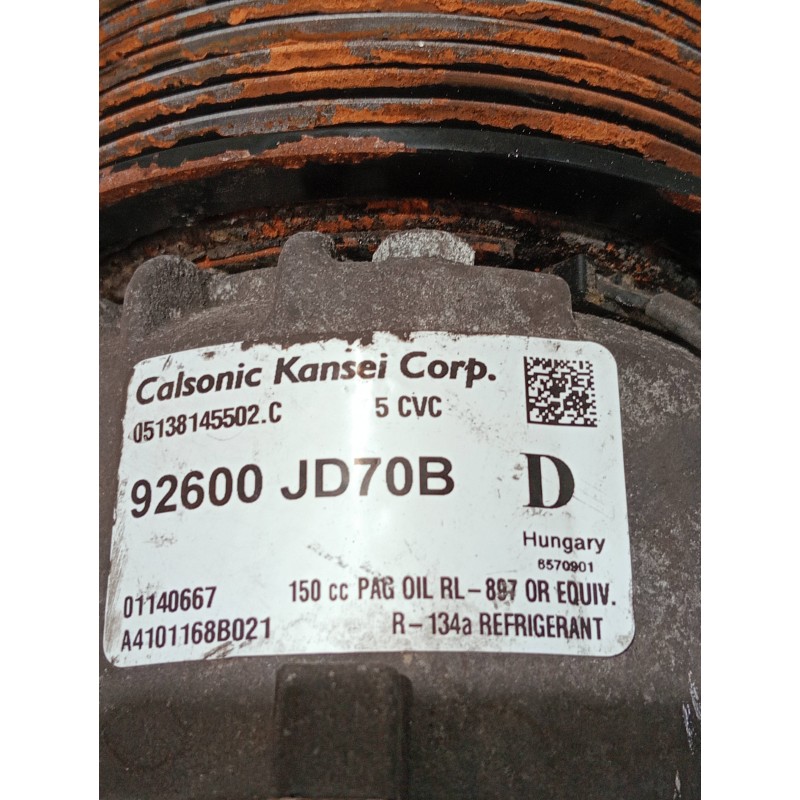 Calsonic Kansei Corp.
05138145502.C 5 CVC
92600 JD70B D
Hungary
6570901
01140667 150 cc PAG OIL RL-897 OR EQUIV.
A4101168B021 R-134a REFRIGERANT